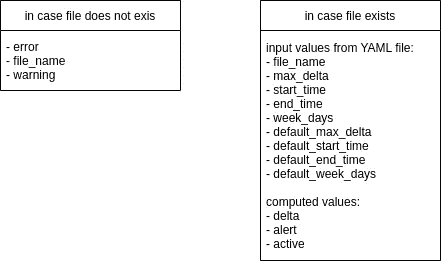 in case file does not exis
- error
- file_name
- warning
in case file exists
input values from YAML file:
- file_name
- max_delta
- start_time
- end_time
- week_days
- default_max_delta
- default_start_time
- default_end_time
- default_week_days
computed values:
- delta
- alert
- active